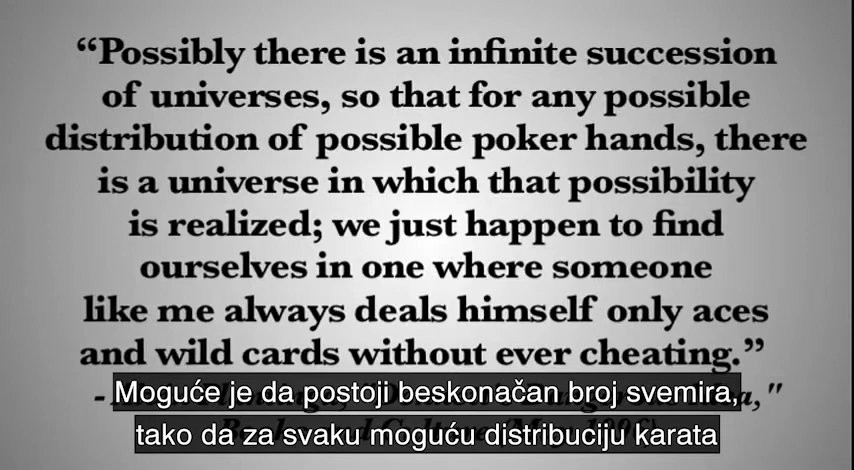 “Possibly there is an infinite succession
of universes, so that for any possible
distribution of possible poker hands, there
is a universe in which that possibility
is realized; we just happen to find
ourselves in one where someone
like me always deals himself only aces
and wild cards without ever cheating.”
Moguće je da postoji beskonačan broj svemira,
tako da za svaku moguću distribuciju karata